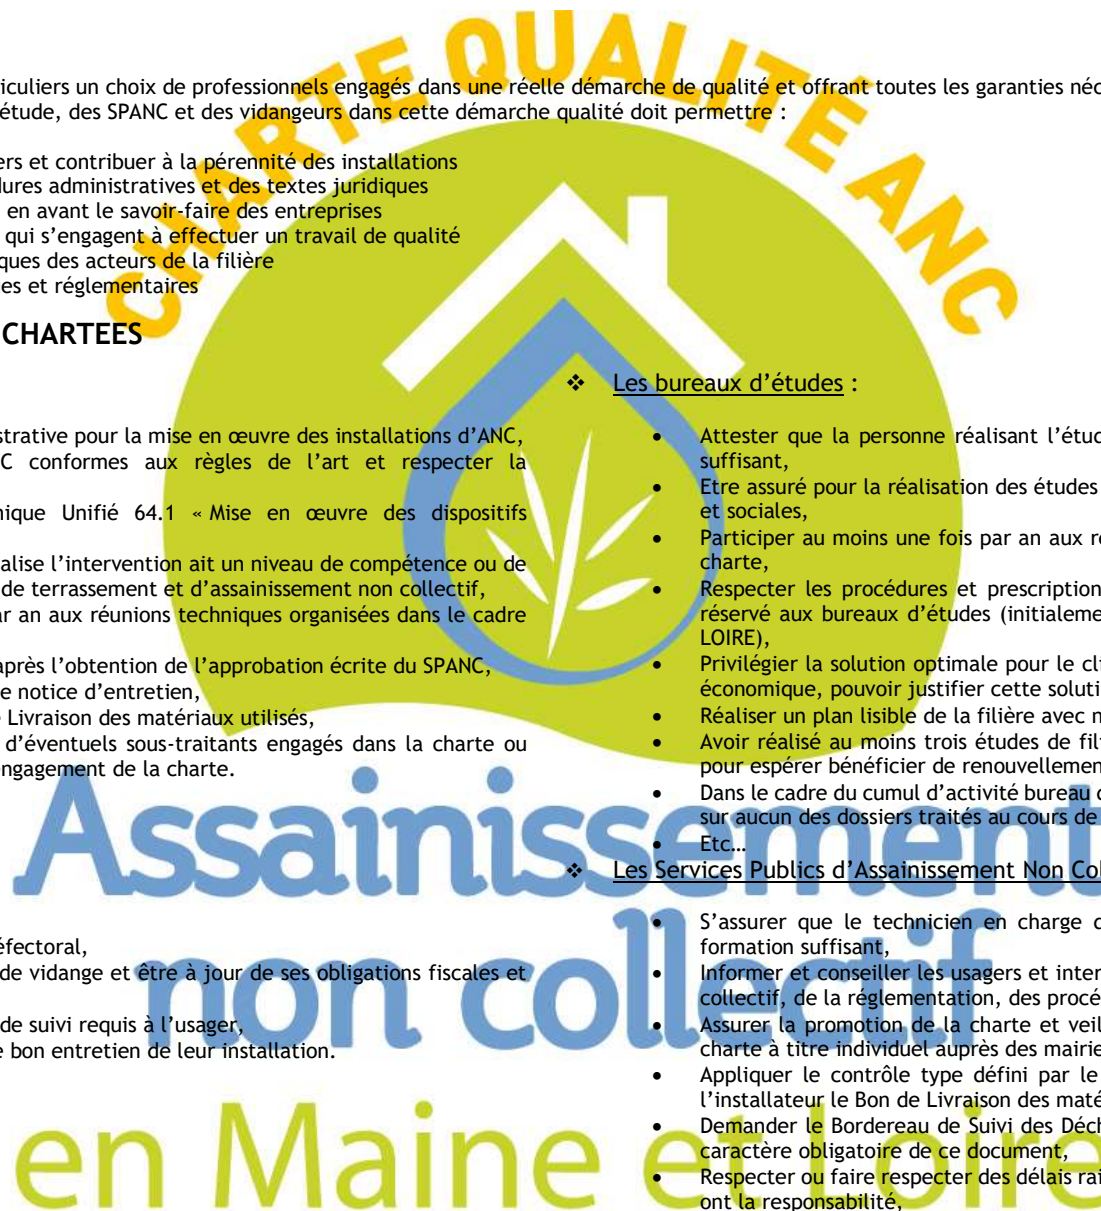 CHARTE QUALITÉ ANC
iculiers un choix de professionnels engagés dans une réelle démarche de qualité et offrant toutes les garanties néc
étude, des SPANC et des vidangeurs dans cette démarche qualité doit permettre :
ers et contribuer à la pérennité des installations
dures administratives et des textes juridiques
en avant le savoir-faire des entreprises
qui s’engagent à effectuer un travail de qualité
ques des acteurs de la filière
es et réglementaires
CHARTEES
strative pour la mise en œuvre des installations d’ANC,
C conformes aux règles de l’art et respecter la
nique Unifié 64.1 « Mise en œuvre des dispositifs
alise l’intervention ait un niveau de compétence ou de
de terrassement et d’assainissement non collectif,
ar an aux réunions techniques organisées dans le cadre
après l’obtention de l’approbation écrite du SPANC,
e notice d’entretien,
e Livraison des matériaux utilisés,
d’éventuels sous-traitants engagés dans la charte ou
engagement de la charte.
éfectoral,
de vidange et être à jour de ses obligations fiscales et
de suivi requis à l’usager,
e bon entretien de leur installation.
❖ Les bureaux d’études :
• Attester que la personne réalisant l’étud
suffisant,
• Etre assuré pour la réalisation des études
et sociales,
• Participer au moins une fois par an aux ré
charte,
• Respecter les procédures et prescription
réservé aux bureaux d’études (initialeme
LOIRE),
• Privilégier la solution optimale pour le cli
économique, pouvoir justifier cette soluti
• Réaliser un plan lisible de la filière avec n
• Avoir réalisé au moins trois études de fili
pour espérer bénéficier de renouvellemen
• Dans le cadre du cumul d’activité bureau d
sur aucun des dossiers traités au cours de
• Etc…
❖ Les Services Publics d’Assainissement Non Col
• S’assurer que le technicien en charge d
formation suffisant,
• Informer et conseiller les usagers et inter
collectif, de la réglementation, des procé
• Assurer la promotion de la charte et veil
charte à titre individuel auprès des mairie
• Appliquer le contrôle type défini par le
l’installateur le Bon de Livraison des maté
• Demander le Bordereau de Suivi des Déch
caractère obligatoire de ce document,
• Respecter ou faire respecter des délais rai
ont la responsabilité,
Assainissement
non collectif
en Maine et Loire